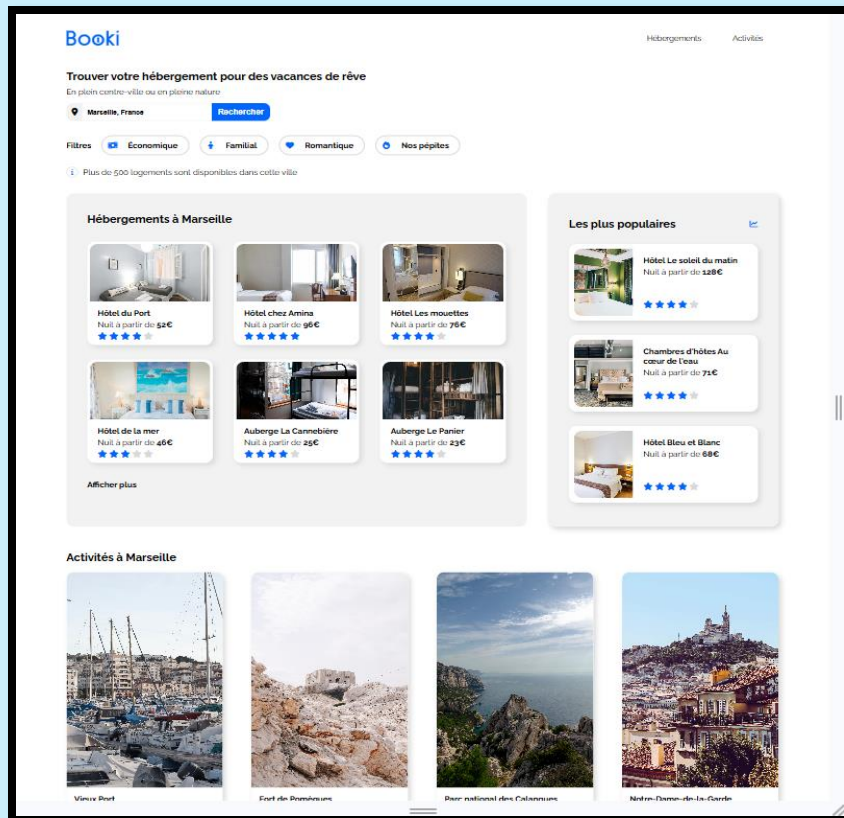 Booki
Hébergements
Activités
Trouver votre hébergement pour des vacances de rêve
En plein centre-ville ou en pleine nature
Marseille, France
Rechercher
Filtres
Économique
Familial
Romantique
Nos pépites
Plus de 500 logements sont disponibles dans cette ville
Hébergements à Marseille
Hôtel du Port
Nuit à partir de 52€
Hôtel chez Amina
Nuit à partir de 96€
Hôtel Les mouettes
Nuit à partir de 76€
Hôtel de la mer
Nuit à partir de 46€
Auberge La Cannebière
Nuit à partir de 25€
Auberge Le Panier
Nuit à partir de 23€
Afficher plus
Les plus populaires
Hôtel Le soleil du matin
Nuit à partir de 128€
Chambres d'hôtes Au
cœur de l'eau
Nuit à partir de 71€
Hôtel Bleu et Blanc
Nuit à partir de 68€
Activités à Marseille
Vieux Port
Fort de Pomègues
Parc national des Calanques
Notre-Dame-de-la-Garde